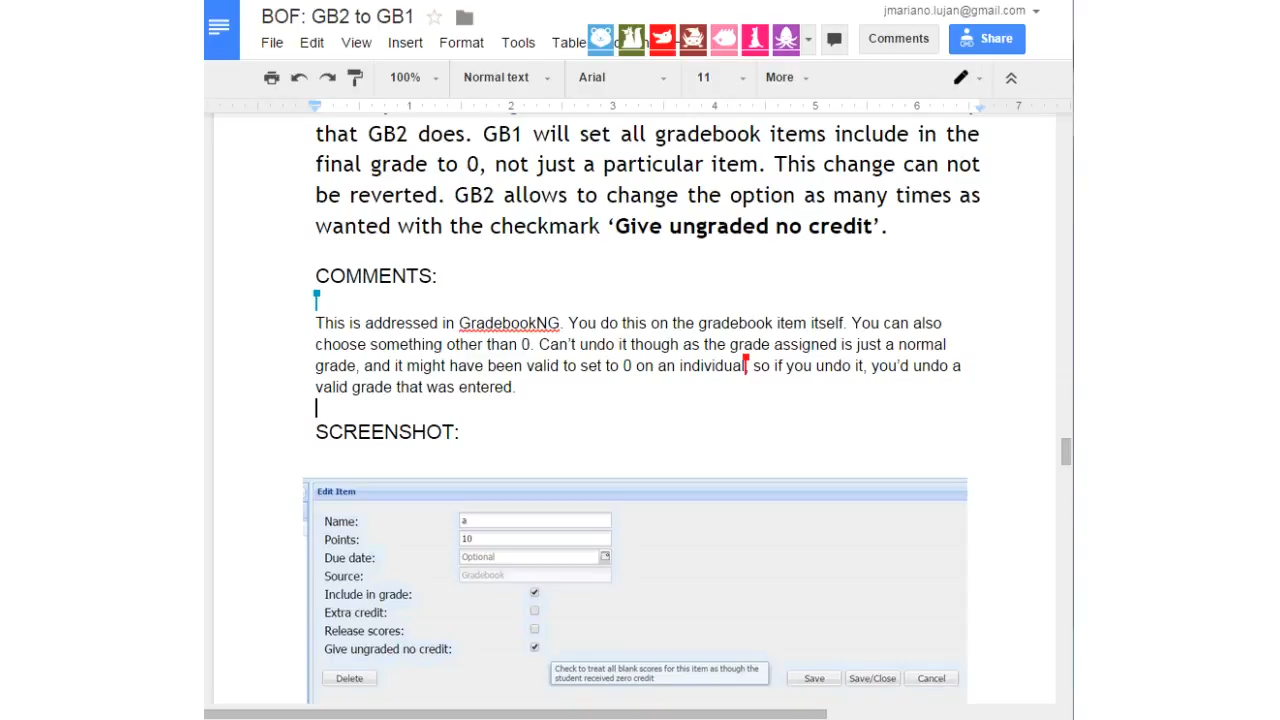 BOF: GB2 to GB1
jmariano.lujan@gmail.com
File Edit View Insert Format Tools Table
Comments
Share
100% Normal text Arial 11 More
1 2 3 4 5 6 7
that GB2 does. GB1 will set all gradebook items include in the
final grade to 0, not just a particular item. This change can not
be reverted. GB2 allows to change the option as many times as
wanted with the checkmark ‘Give ungraded no credit’.
COMMENTS:
This is addressed in GradebookNG. You do this on the gradebook item itself. You can also
choose something other than 0. Can’t undo it though as the grade assigned is just a normal
grade, and it might have been valid to set to 0 on an individual, so if you undo it, you’d undo a
valid grade that was entered.
SCREENSHOT:
Edit Item
Name: a
Points: 10
Due date: Optional
Source: Gradebook
Include in grade:
Extra credit:
Release scores:
Give ungraded no credit:
Check to treat all blank scores for this item as though the
student received zero credit
Delete Save Save/Close Cancel